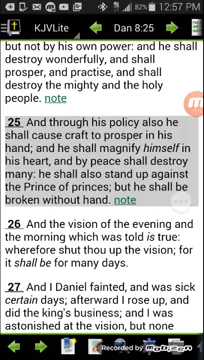 82% 12:57 PM
KJVLite Dan 8:25
but not by his own power: and he shall
destroy wonderfully, and shall
prosper, and practise, and shall
destroy the mighty and the holy
people. note
25 And through his policy also he
shall cause craft to prosper in his
hand; and he shall magnify himself in
his heart, and by peace shall destroy
many: he shall also stand up against
the Prince of princes; but he shall be
broken without hand. note
26 And the vision of the evening and
the morning which was told is true:
wherefore shut thou up the vision; for
it shall be for many days.
27 And I Daniel fainted, and was sick
certain days; afterward I rose up, and
did the king's business; and I was
astonished at the vision, but none
Recorded by